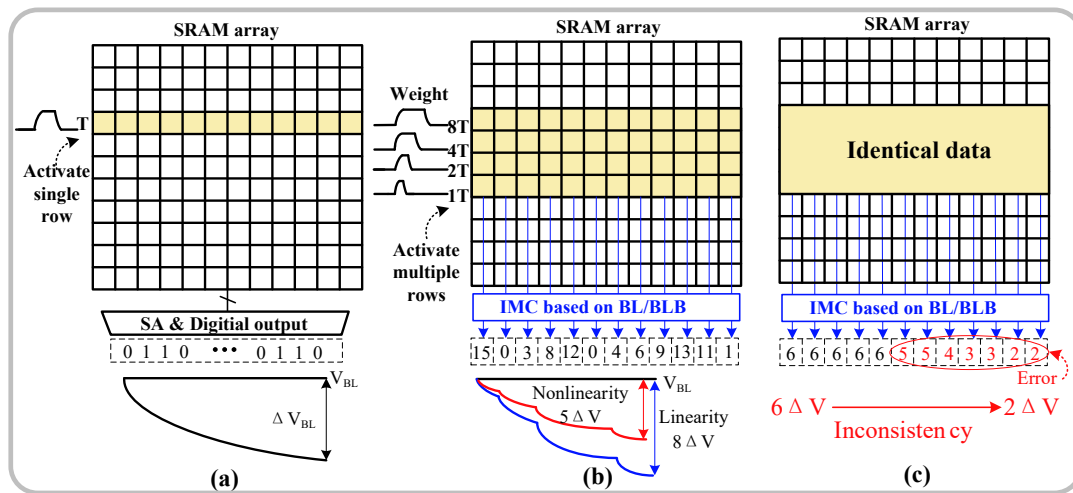 SRAM array
T
Activate
single
row
SA & Digitial output
0 1 1 0 ••• 0 1 1 0
V_BL
Δ V_BL
(a)
SRAM array
Weight
8T
4T
2T
1T
Activate
multiple
rows
IMC based on BL/BLB
15 0 3 8 12 0 4 6 9 13 11 1
V_BL
Nonlinearity
5 Δ V
Linearity
8 Δ V
(b)
SRAM array
Identical data
IMC based on BL/BLB
6 6 6 6 6 5 5 4 3 3 2 2
Error
6 Δ V 2 Δ V
Inconsisten cy
(c)